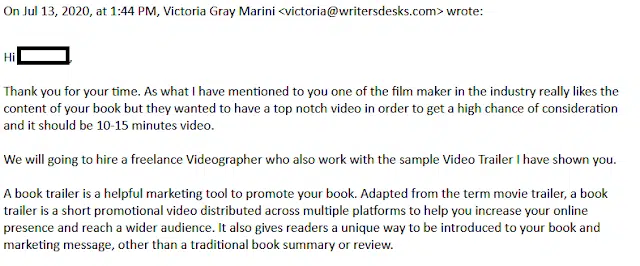 On Jul 13, 2020, at 1:44 PM, Victoria Gray Marini <victoria@writersdesks.com> wrote:
Hi ,
Thank you for your time. As what I have mentioned to you one of the film maker in the industry really likes the
content of your book but they wanted to have a top notch video in order to get a high chance of consideration
and it should be 10-15 minutes video.
We will going to hire a freelance Videographer who also work with the sample Video Trailer I have shown you.
A book trailer is a helpful marketing tool to promote your book. Adapted from the term movie trailer, a book
trailer is a short promotional video distributed across multiple platforms to help you increase your online
presence and reach a wider audience. It also gives readers a unique way to be introduced to your book and
marketing message, other than a traditional book summary or review.